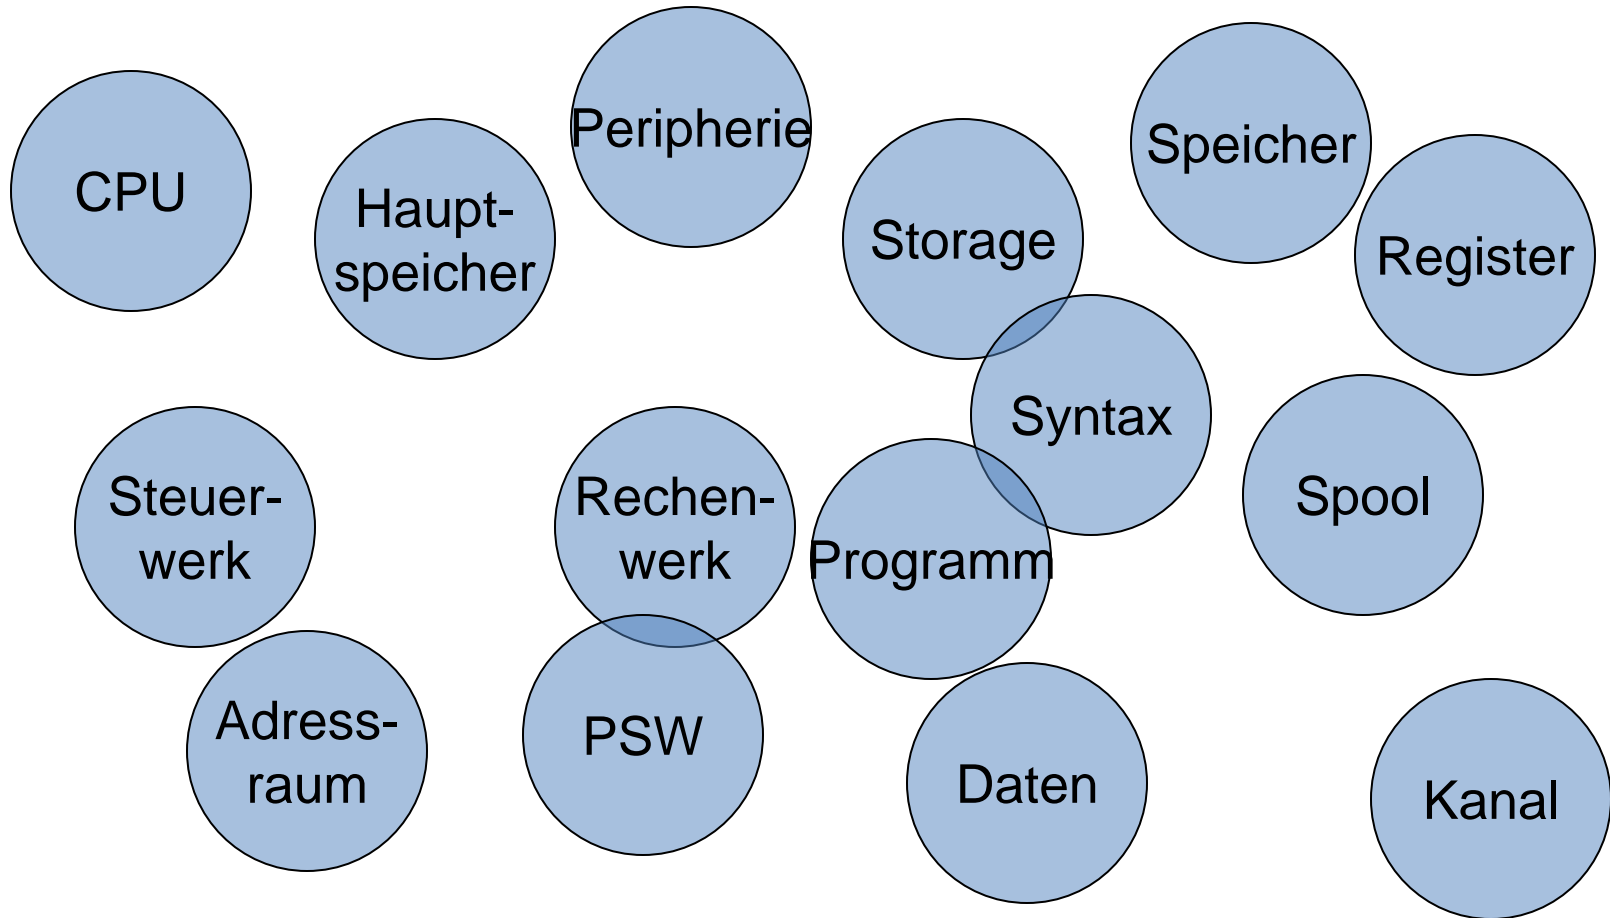 Peripherie
Speicher
CPU
Haupt-
speicher
Storage
Register
Syntax
Steuer-
werk
Rechen-
werk
Programm
Spool
Adress-
raum
PSW
Daten
Kanal